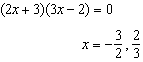 (2x + 3)(3x − 2) = 0
x = −3/2, 2/3